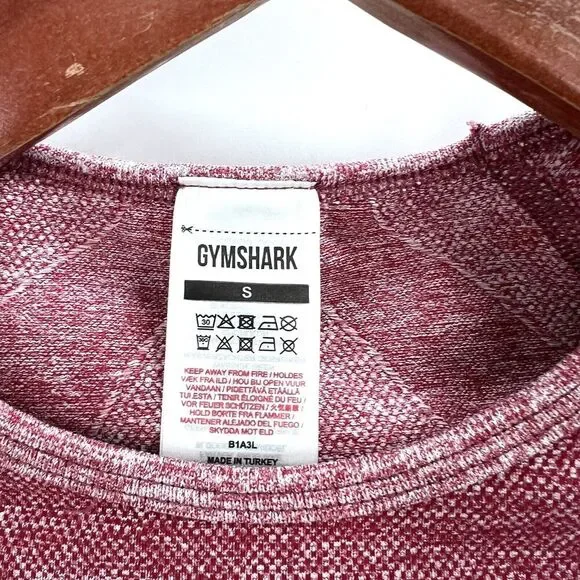 GYMSHARK
S
30
KEEP AWAY FROM FIRE / HOLDES
VÆK FRA ILD / HOU BIJ OPEN VUUR
VANDAAN / PIDETTÄVÄ ETÄÄLLÄ
TULESTA / TENIR ÉLOIGNÉ DU FEU /
VOR FEUER SCHÜTZEN / 火気厳禁 /
HOLD BORTE FRA FLAMMER /
MANTENER ALEJADO DEL FUEGO /
SKYDDA MOT ELD
B1A3L
MADE IN TURKEY